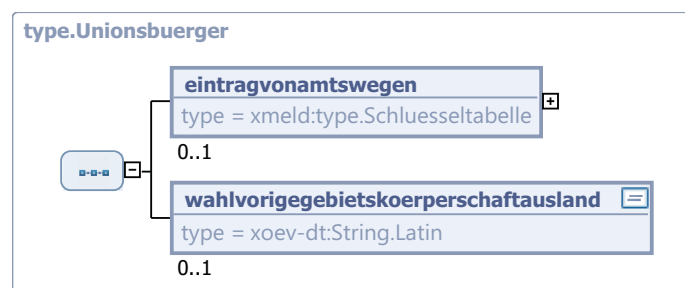 type.Unionsbuerger
eintragvonamtswegen
type = xmeld:type.Schluesseltabelle
0..1
wahlvorigegebietskoerperschaftausland
type = xoev-dt:String.Latin
0..1